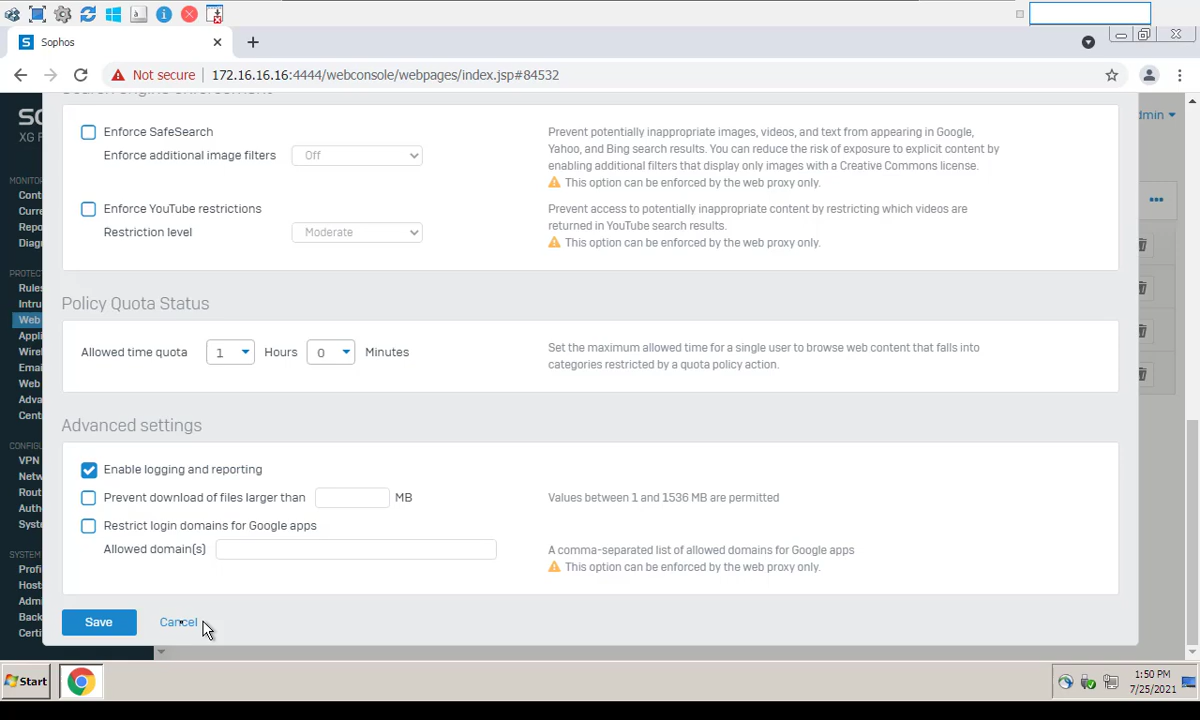 Sophos
Not secure
172.16.16.16:4444/webconsole/webpages/index.jsp#84532
SO
XG F
dmin
MONITO
Cont
Curre
Repo
Diagr
PROTEC
Rules
Intru
Web
Appli
Wirel
Emai
Web
Adva
Cent
CONFIGU
VPN
Netw
Rout
Auth
Syst
SYSTEM
Profi
Host
Admi
Back
Certi
Search engine enforcement
Enforce SafeSearch
Enforce additional image filters
Off
Prevent potentially inappropriate images, videos, and text from appearing in Google,
Yahoo, and Bing search results. You can reduce the risk of exposure to explicit content by
enabling additional filters that display only images with a Creative Commons license.
This option can be enforced by the web proxy only.
Enforce YouTube restrictions
Restriction level
Moderate
Prevent access to potentially inappropriate content by restricting which videos are
returned in YouTube search results.
This option can be enforced by the web proxy only.
Policy Quota Status
Allowed time quota 1 Hours 0 Minutes
Set the maximum allowed time for a single user to browse web content that falls into
categories restricted by a quota policy action.
Advanced settings
Enable logging and reporting
Prevent download of files larger than MB
Values between 1 and 1536 MB are permitted
Restrict login domains for Google apps
Allowed domain(s)
A comma-separated list of allowed domains for Google apps
This option can be enforced by the web proxy only.
Save
Cancel
Start
1:50 PM
7/25/2021